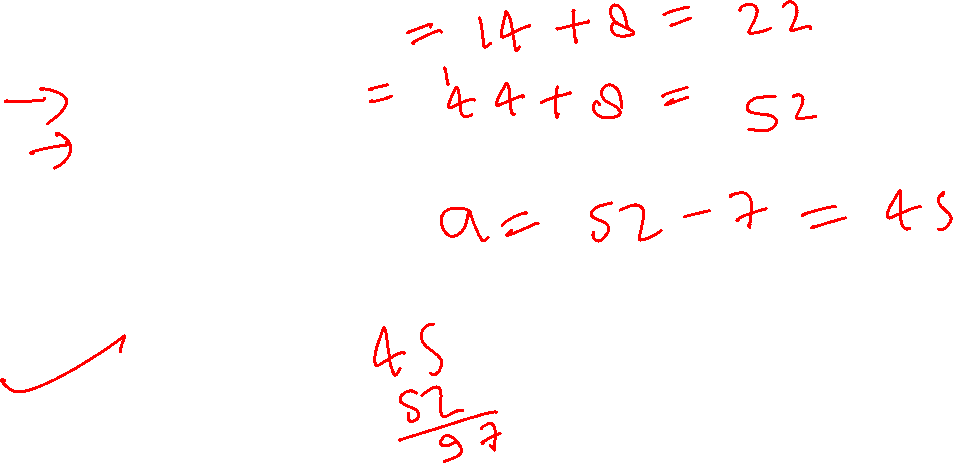 = 14 + 8 = 22
→ = 44 + 8 = 52
→
a = 52 - 7 = 45
✓ 45
52
97